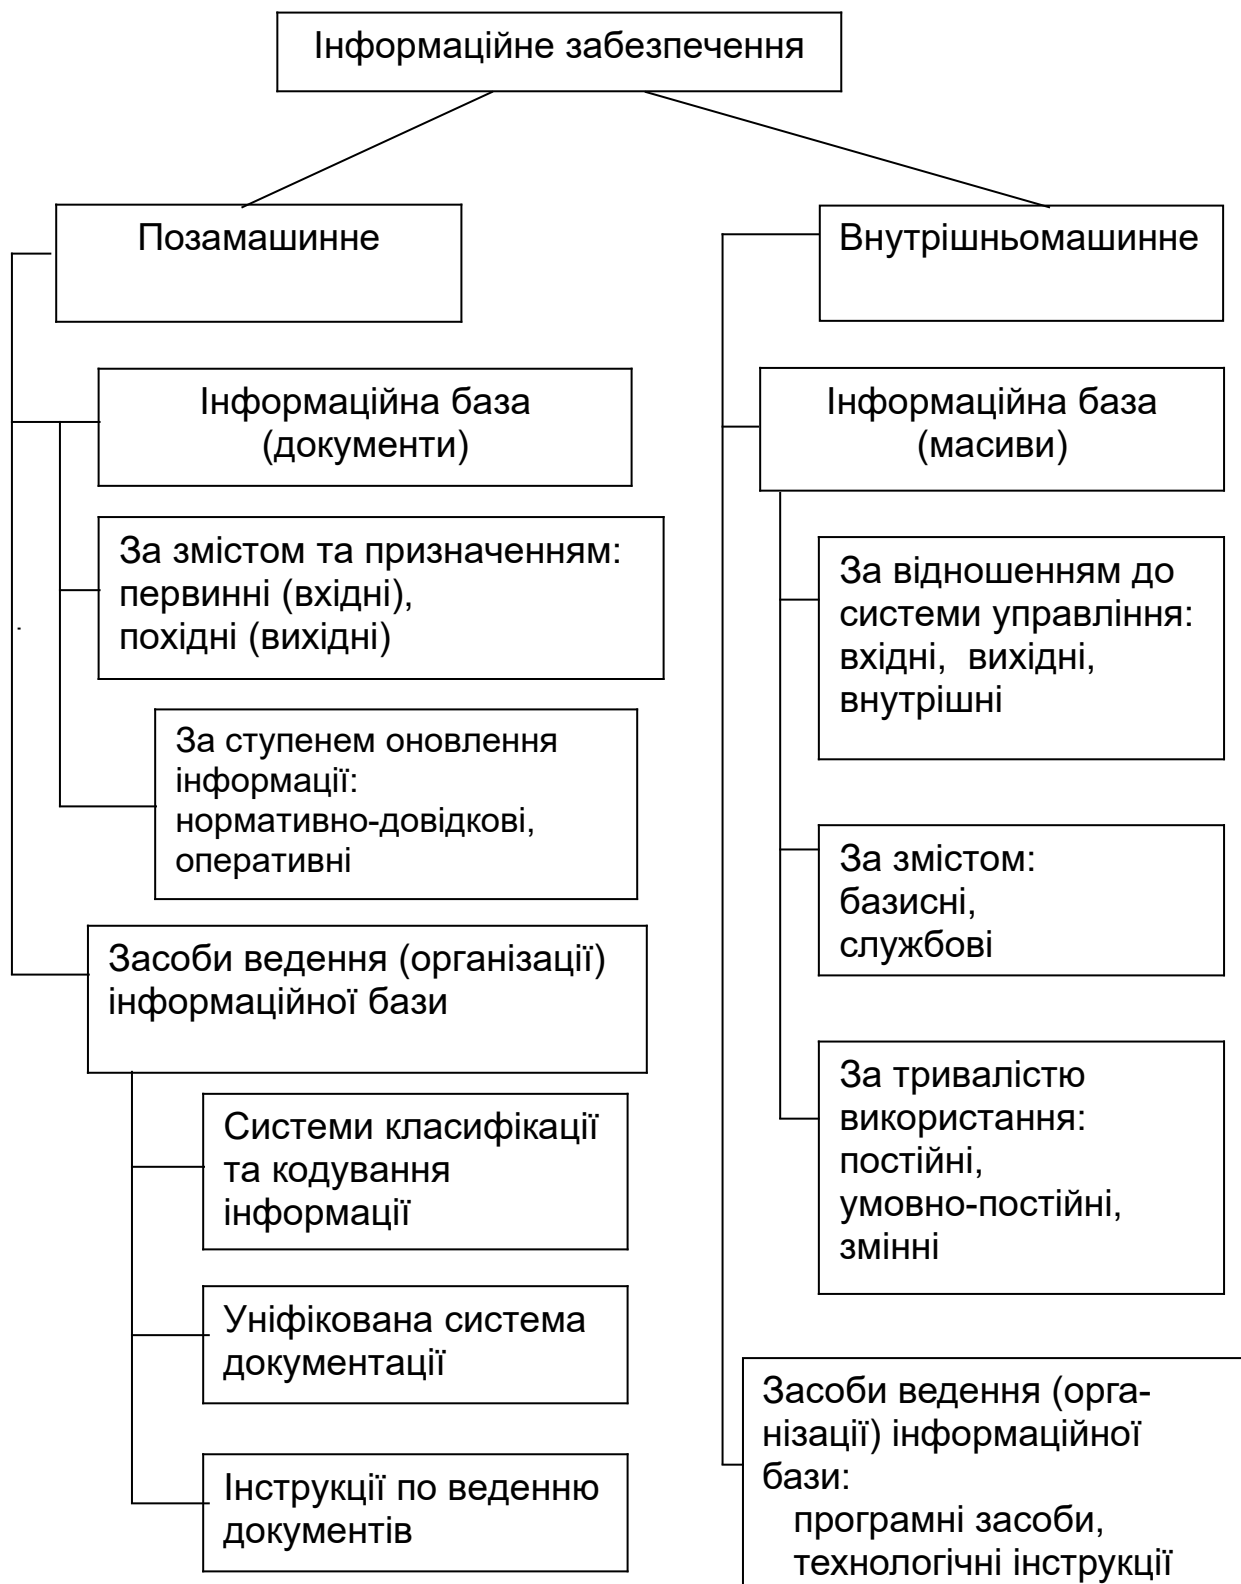 Інформаційне забезпечення
Позамашинне
Інформаційна база
(документи)
За змістом та призначенням:
первинні (вхідні),
похідні (вихідні)
За ступенем оновлення
інформації:
нормативно-довідкові,
оперативні
Засоби ведення (організації)
інформаційної бази
Системи класифікації
та кодування
інформації
Уніфікована система
документації
Інструкції по веденню
документів
Внутрішньомашинне
Інформаційна база
(масиви)
За відношенням до
системи управління:
вхідні, вихідні,
внутрішні
За змістом:
базисні,
службові
За тривалістю
використання:
постійні,
умовно-постійні,
змінні
Засоби ведення (орга-
нізації) інформаційної
бази:
програмні засоби,
технологічні інструкції